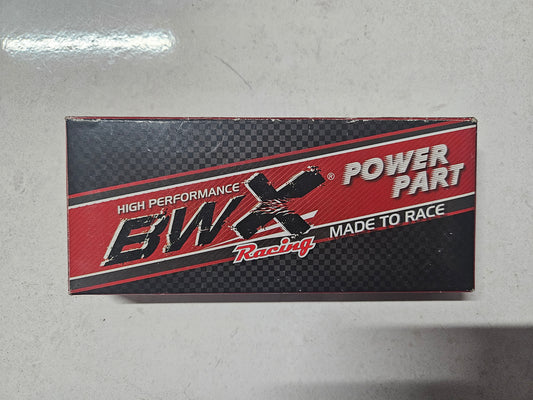 HIGH PERFORMANCE
BWX®
Racing
POWER
PART
MADE TO RACE